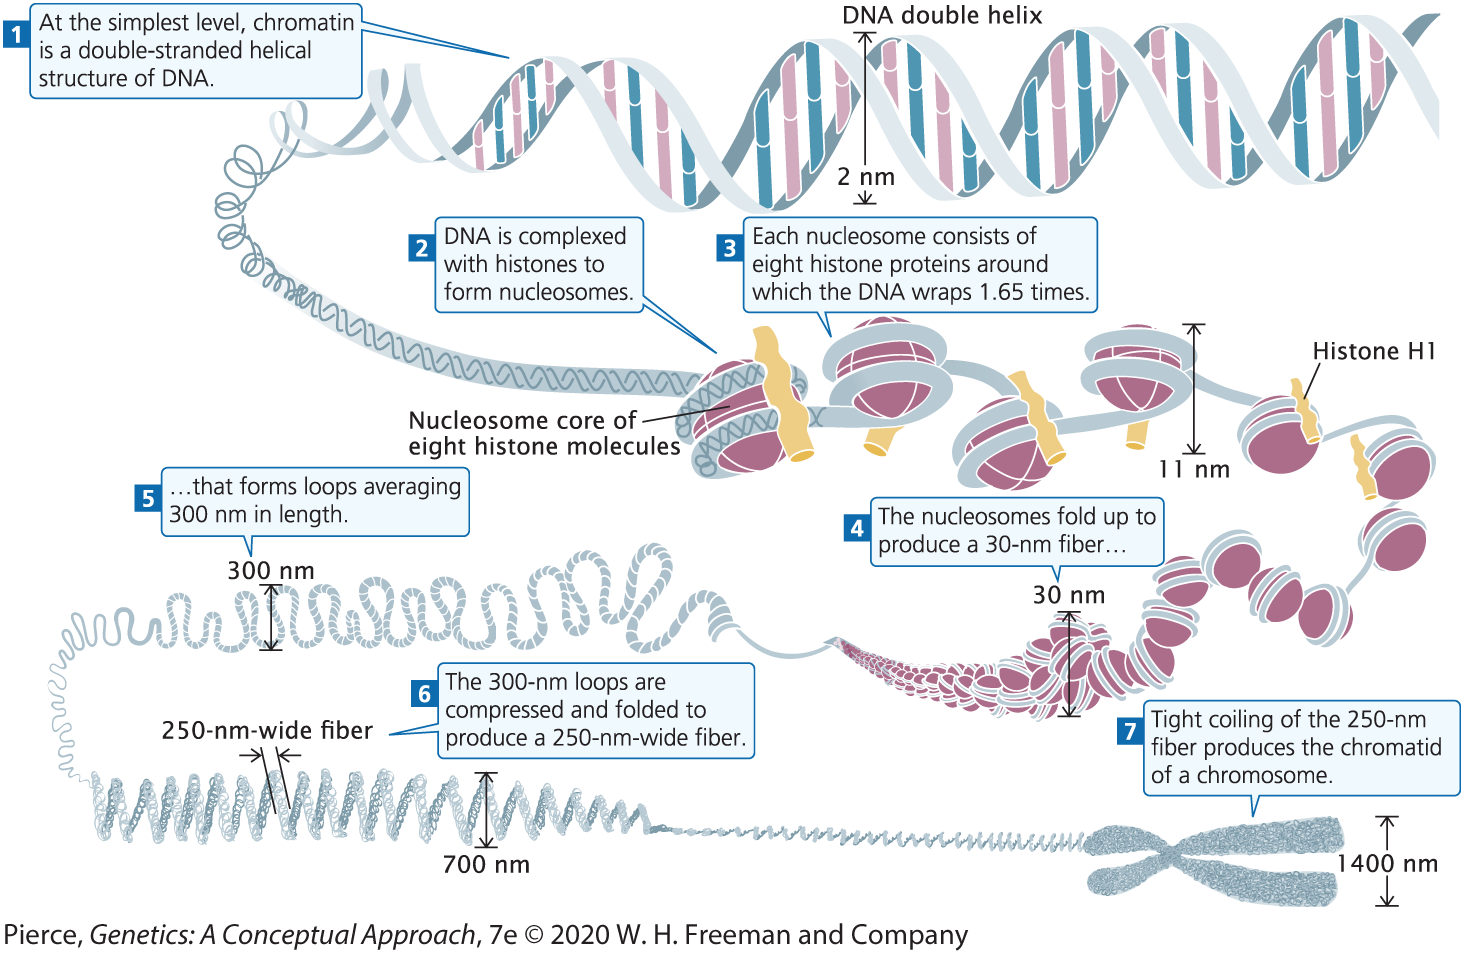 1
At the simplest level, chromatin
is a double-stranded helical
structure of DNA.
DNA double helix
2 nm
2
DNA is complexed
with histones to
form nucleosomes.
3
Each nucleosome consists of
eight histone proteins around
which the DNA wraps 1.65 times.
Histone H1
Nucleosome core of
eight histone molecules
11 nm
4
The nucleosomes fold up to
produce a 30-nm fiber…
30 nm
5
…that forms loops averaging
300 nm in length.
300 nm
6
The 300-nm loops are
compressed and folded to
produce a 250-nm-wide fiber.
250-nm-wide fiber
700 nm
7
Tight coiling of the 250-nm
fiber produces the chromatid
of a chromosome.
1400 nm
Pierce, Genetics: A Conceptual Approach, 7e © 2020 W. H. Freeman and Company